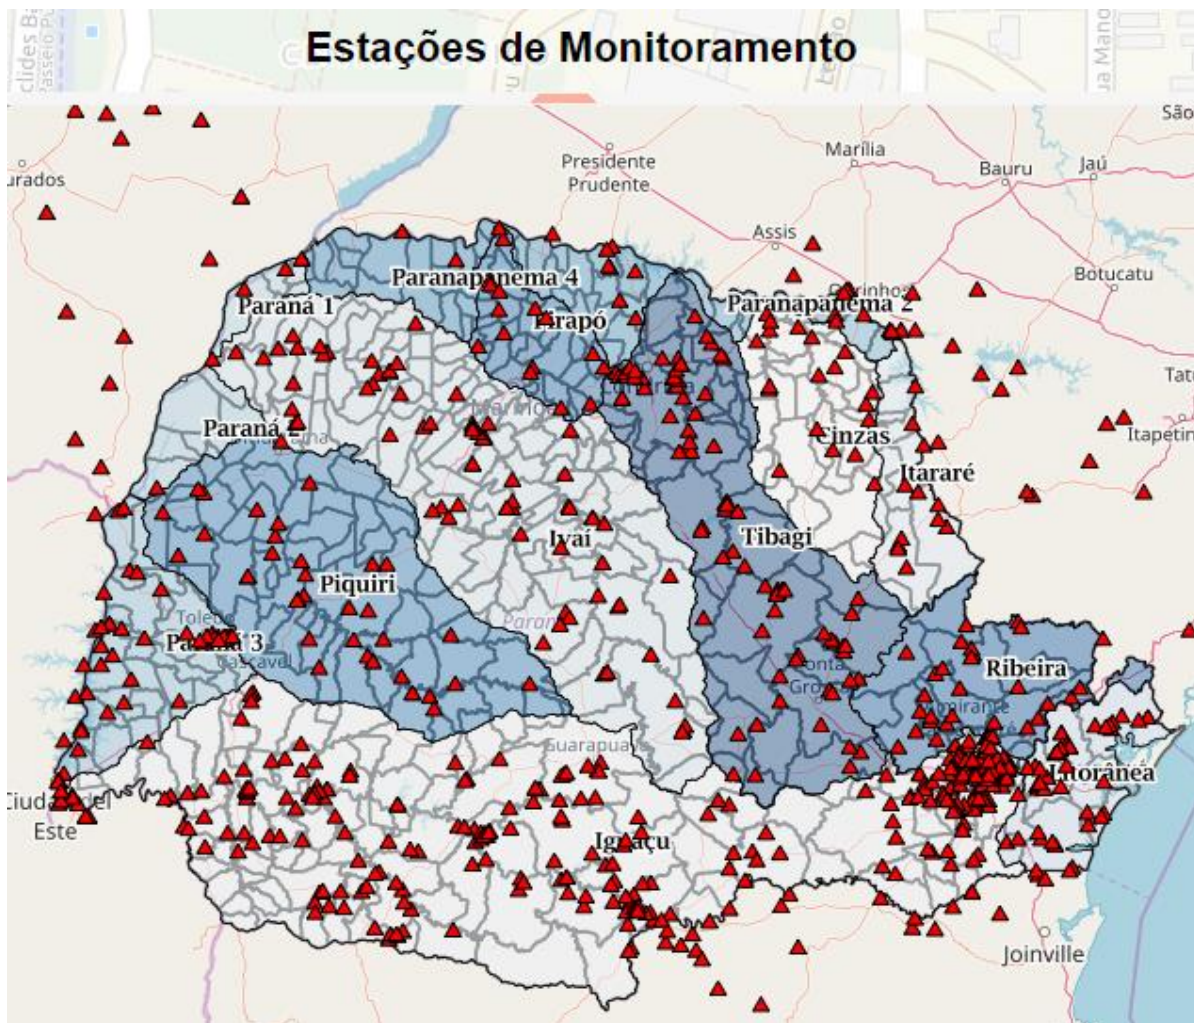 Estações de Monitoramento
São
Marília
Presidente
Prudente
Bauru
Jaú
urados
Assis
Botucatu
Paranapanema 4
Paraná 1
Paranapanema 2
Pirapó
Tatu
Paraná 2
Cinzas
Itapetin
Itararé
Ivaí
Tibagi
Piquiri
Paraná 3
Cascavel
Ribeira
Guarapuava
Litorânea
Ciudad del
Este
Iguaçu
Joinville